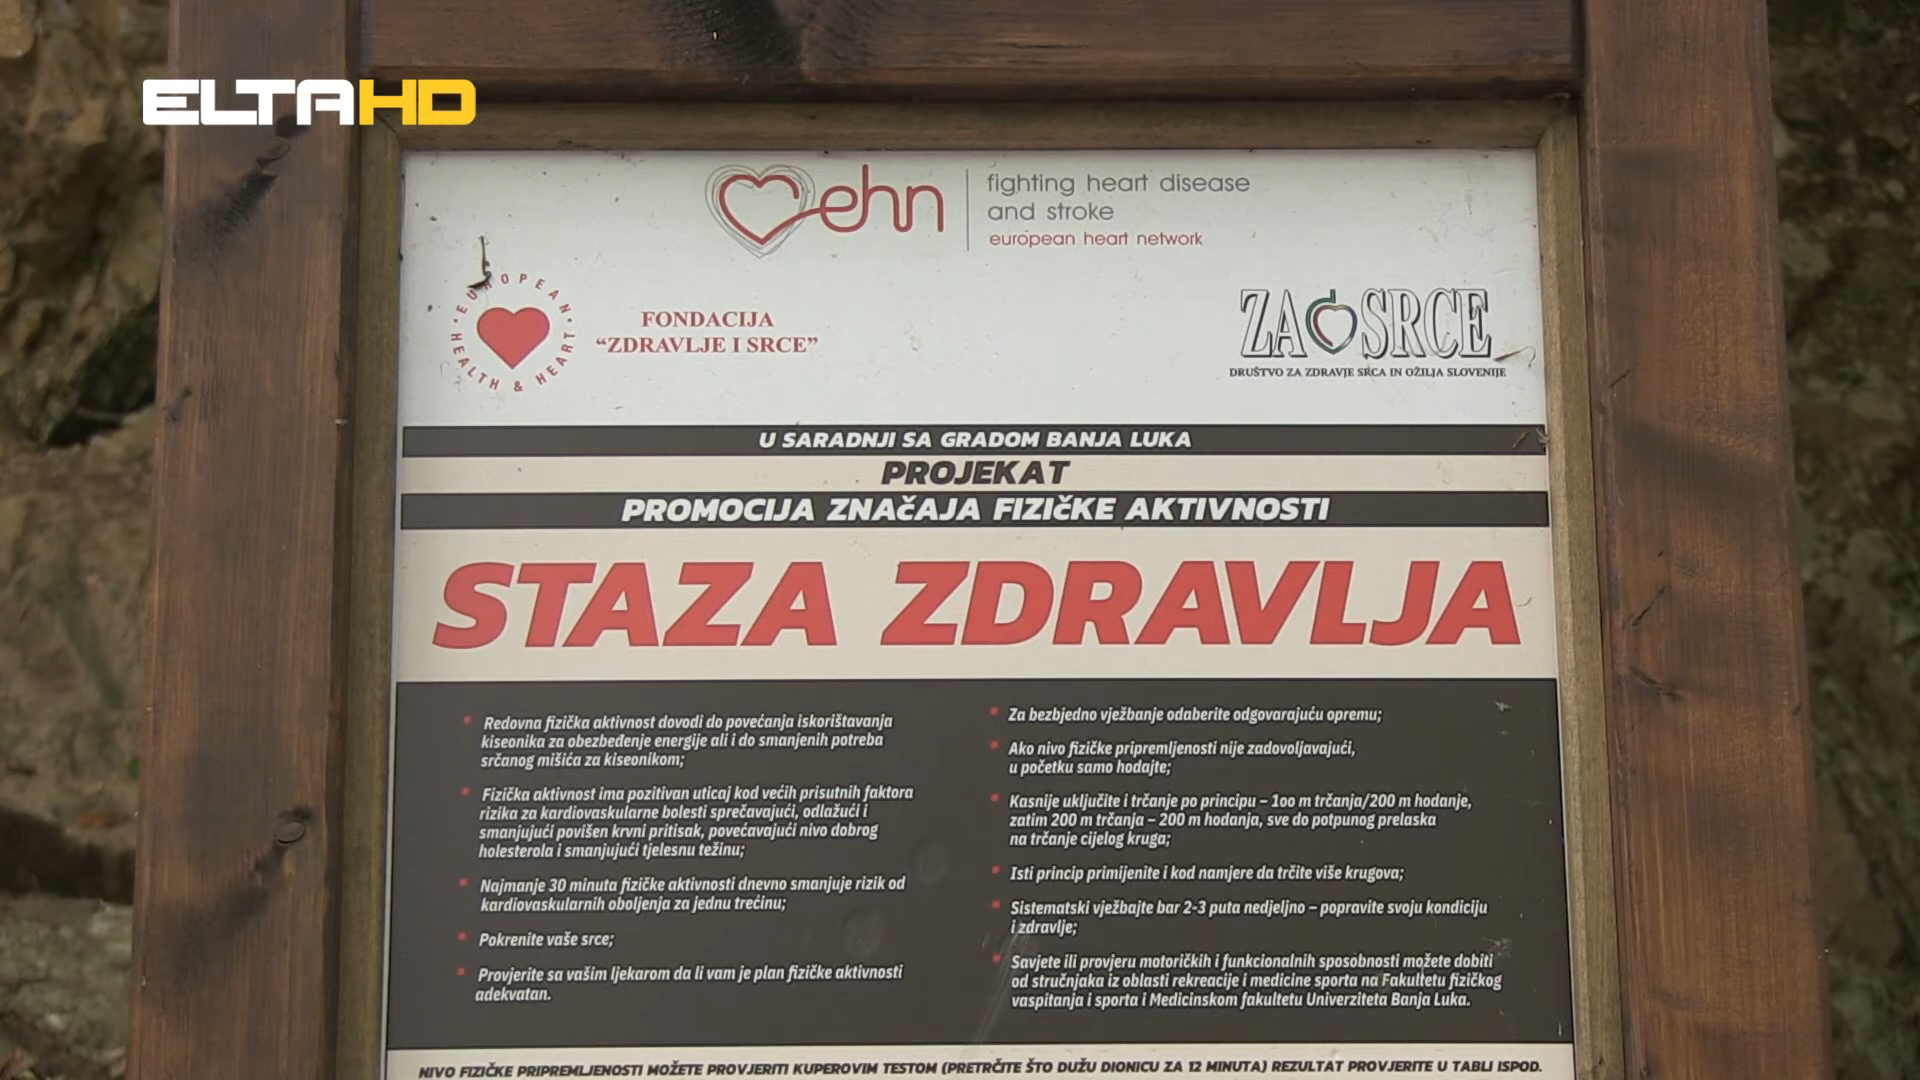 ELTAHD
ehn
fighting heart disease
and stroke
european heart network
EUROPEAN HEALTH & HEART
FONDACIJA
“ZDRAVLJE I SRCE”
ZA SRCE
DRUŠTVO ZA ZDRAVJE SRCA IN OŽILJA SLOVENIJE
U SARADNJI SA GRADOM BANJA LUKA
PROJEKAT
PROMOCIJA ZNAČAJA FIZIČKE AKTIVNOSTI
STAZA ZDRAVLJA
Redovna fizička aktivnost dovodi do povećanja iskorištavanja
kiseonika za obezbeđenje energije ali i do smanjenih potreba
srčanog mišića za kiseonikom;
Fizička aktivnost ima pozitivan uticaj kod većih prisutnih faktora
rizika za kardiovaskularne bolesti sprečavajući, odlažući i
smanjujući povišen krvni pritisak, povećavajući nivo dobrog
holesterola i smanjujući tjelesnu težinu;
Najmanje 30 minuta fizičke aktivnosti dnevno smanjuje rizik od
kardiovaskularnih oboljenja za jednu trećinu;
Pokrenite vaše srce;
Provjerite sa vašim ljekarom da li vam je plan fizičke aktivnosti
adekvatan.
Za bezbjedno vježbanje odaberite odgovarajuću opremu;
Ako nivo fizičke pripremljenosti nije zadovoljavajući,
u početku samo hodajte;
Kasnije uključite i trčanje po principu – 1oo m trčanja/200 m hodanje,
zatim 200 m trčanja – 200 m hodanja, sve do potpunog prelaska
na trčanje cijelog kruga;
Isti princip primijenite i kod namjere da trčite više krugova;
Sistematski vježbajte bar 2-3 puta nedjeljno – popravite svoju kondiciju
i zdravlje;
Savjete ili provjeru motoričkih i funkcionalnih sposobnosti možete dobiti
od stručnjaka iz oblasti rekreacije i medicine sporta na Fakultetu fizičkog
vaspitanja i sporta i Medicinskom fakultetu Univerziteta Banja Luka.
NIVO FIZIČKE PRIPREMLJENOSTI MOŽETE PROVJERITI KUPEROVIM TESTOM (PRETRČITE ŠTO DUŽU DIONICU ZA 12 MINUTA) REZULTAT PROVJERITE U TABLI ISPOD.